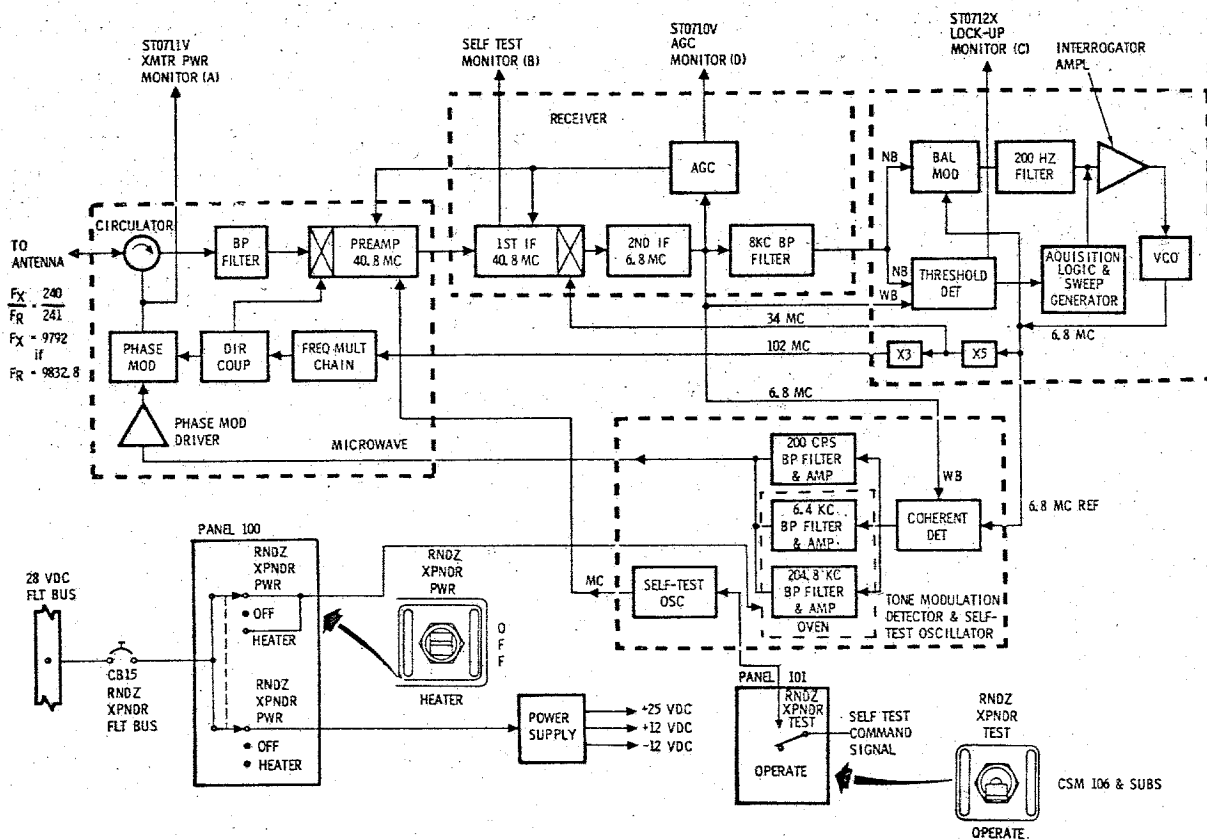 ST0711V
XMTR PWR
MONITOR (A)
SELF TEST
MONITOR (B)
ST0710V
AGC
MONITOR (D)
ST0712X
LOCK-UP
MONITOR (C)
INTERROGATOR
AMPL
RECEIVER
AGC
NB
BAL
MOD
200 HZ
FILTER
CIRCULATOR
TO
ANTENNA
BP
FILTER
PREAMP
40.8 MC
1ST IF
40.8 MC
2ND IF
6.8 MC
8KC BP
FILTER
NB
WB
THRESHOLD
DET
AQUISITION
LOGIC &
SWEEP
GENERATOR
VCO
FX 240
FR 241
FX = 9792
if
FR = 9832.8
PHASE
MOD
DIR
COUP
FREQ MULT
CHAIN
34 MC
102 MC
X3
X5
6.8 MC
6.8 MC
PHASE MOD
DRIVER
MICROWAVE
200 CPS
BP FILTER
& AMP
WB
6.4 KC
BP FILTER
& AMP
COHERENT
DET
6.8 MC REF
204.8 KC
BP FILTER
& AMP
OVEN
MC
SELF-TEST
OSC
TONE MODULATION
DETECTOR & SELF-
TEST OSCILLATOR
PANEL 100
RNDZ
XPNDR
PWR
OFF
HEATER
RNDZ
XPNDR
PWR
OFF
HEATER
28 VDC
FLT BUS
CB15
RNDZ
XPNDR
FLT BUS
RNDZ
XPNDR
PWR
OFF
HEATER
POWER
SUPPLY
+25 VDC
+12 VDC
-12 VDC
PANEL 101
RNDZ
XPNDR
TEST
OPERATE
SELF TEST
COMMAND
SIGNAL
RNDZ
XPNDR
TEST
OPERATE
CSM 106 & SUBS